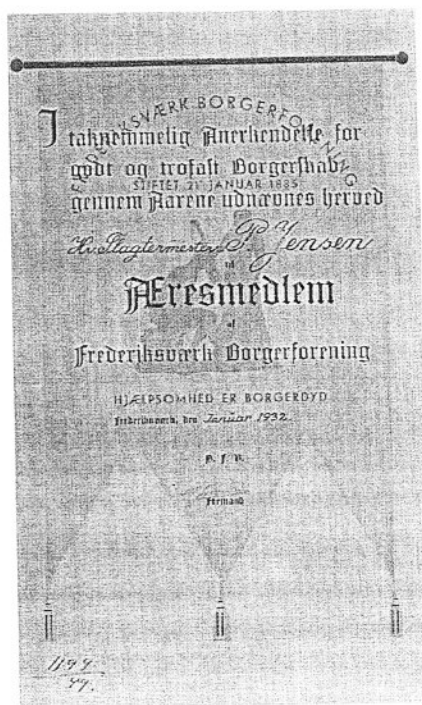 FREDERIKSVÆRK BORGERFORENING
I taknemmelig Anerkendelse for
godt og trofast Borgerskab
STIFTET 21' JANUAR 1885
gennem Aarene udnævnes herved
Hr. Slagtermester P. Jensen
til
Æresmedlem
af
Frederiksværk Borgerforening
HJÆLPSOMHED ER BORGERDYD
Frederiksværk, den Januar 1932.
Formand